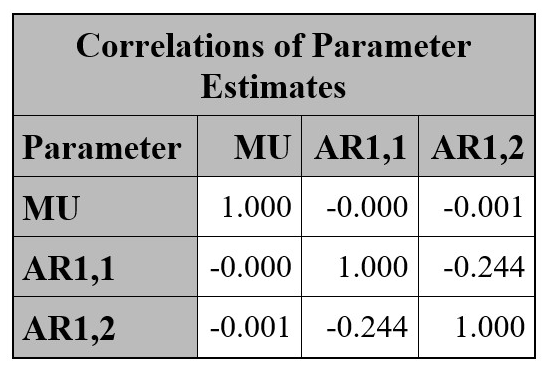 Correlations of Parameter
Estimates
Parameter MU AR1,1 AR1,2
MU 1.000 -0.000 -0.001
AR1,1 -0.000 1.000 -0.244
AR1,2 -0.001 -0.244 1.000